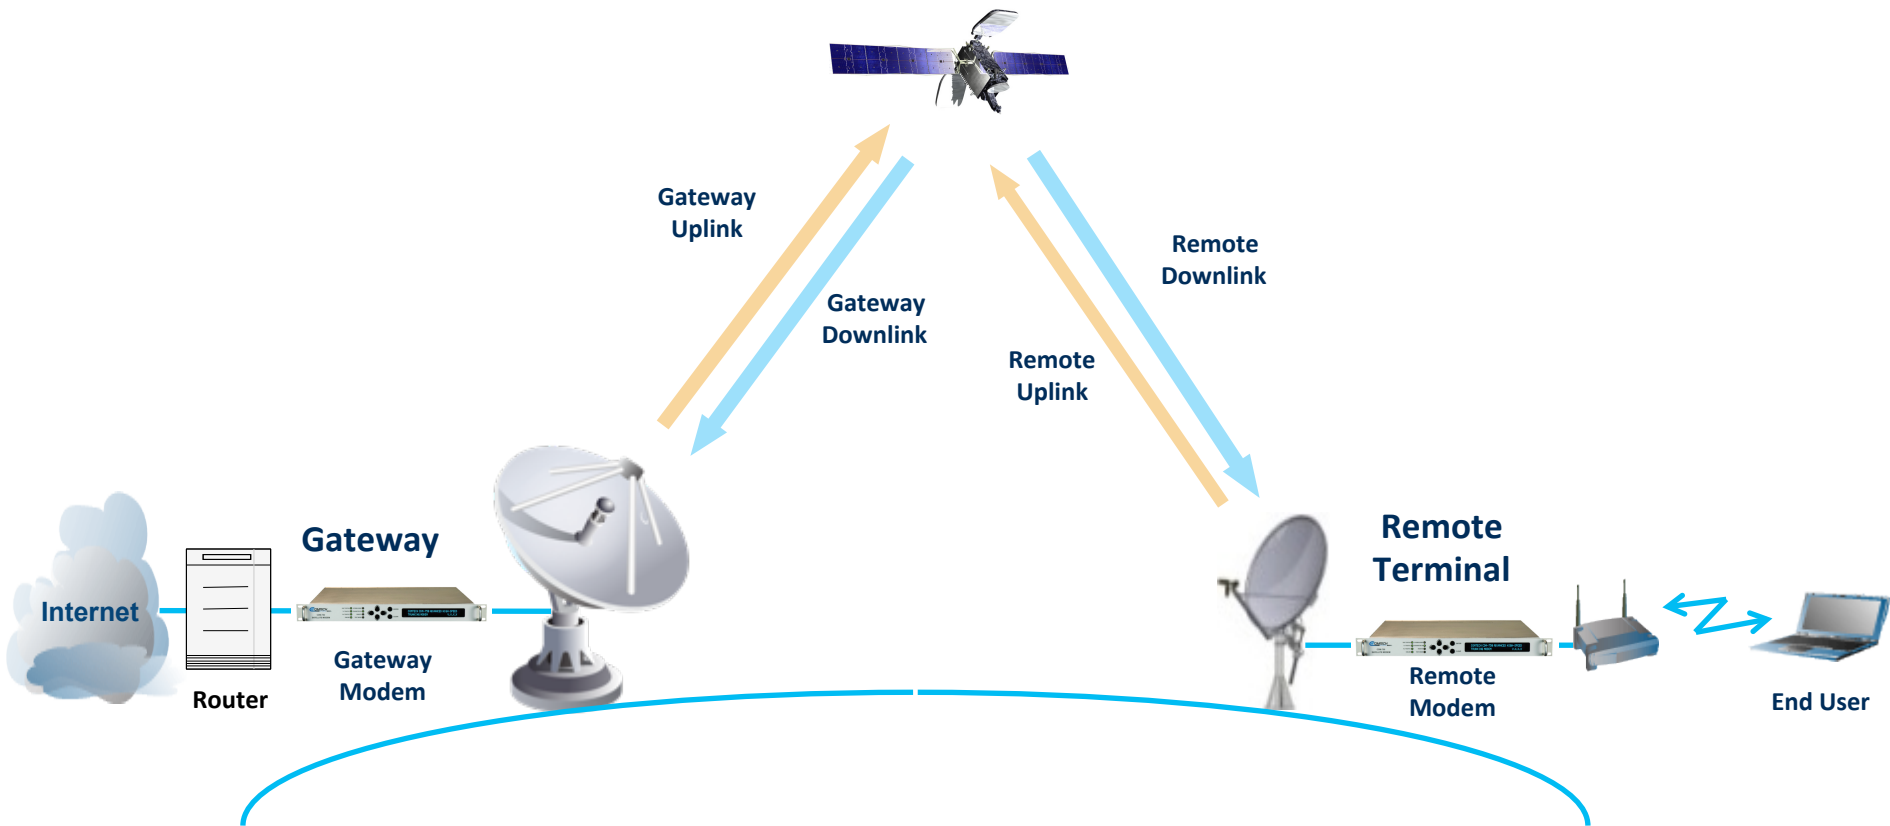 Gateway
Uplink
Gateway
Downlink
Remote
Downlink
Remote
Uplink
Internet
Router
Gateway
Gateway
Modem
Remote
Terminal
Remote
Modem
End User